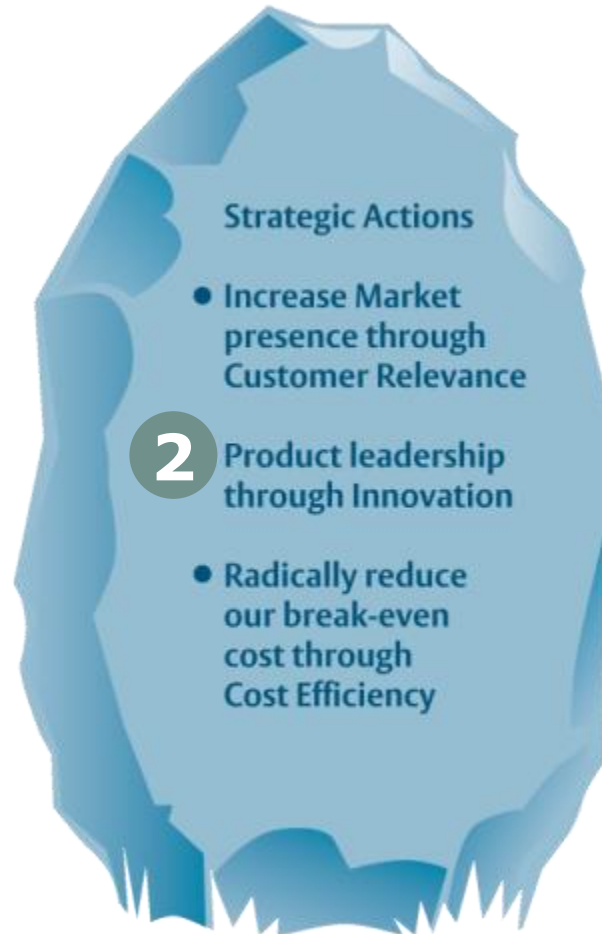 Strategic Actions
• Increase Market
presence through
Customer Relevance
2 Product leadership
through Innovation
• Radically reduce
our break-even
cost through
Cost Efficiency